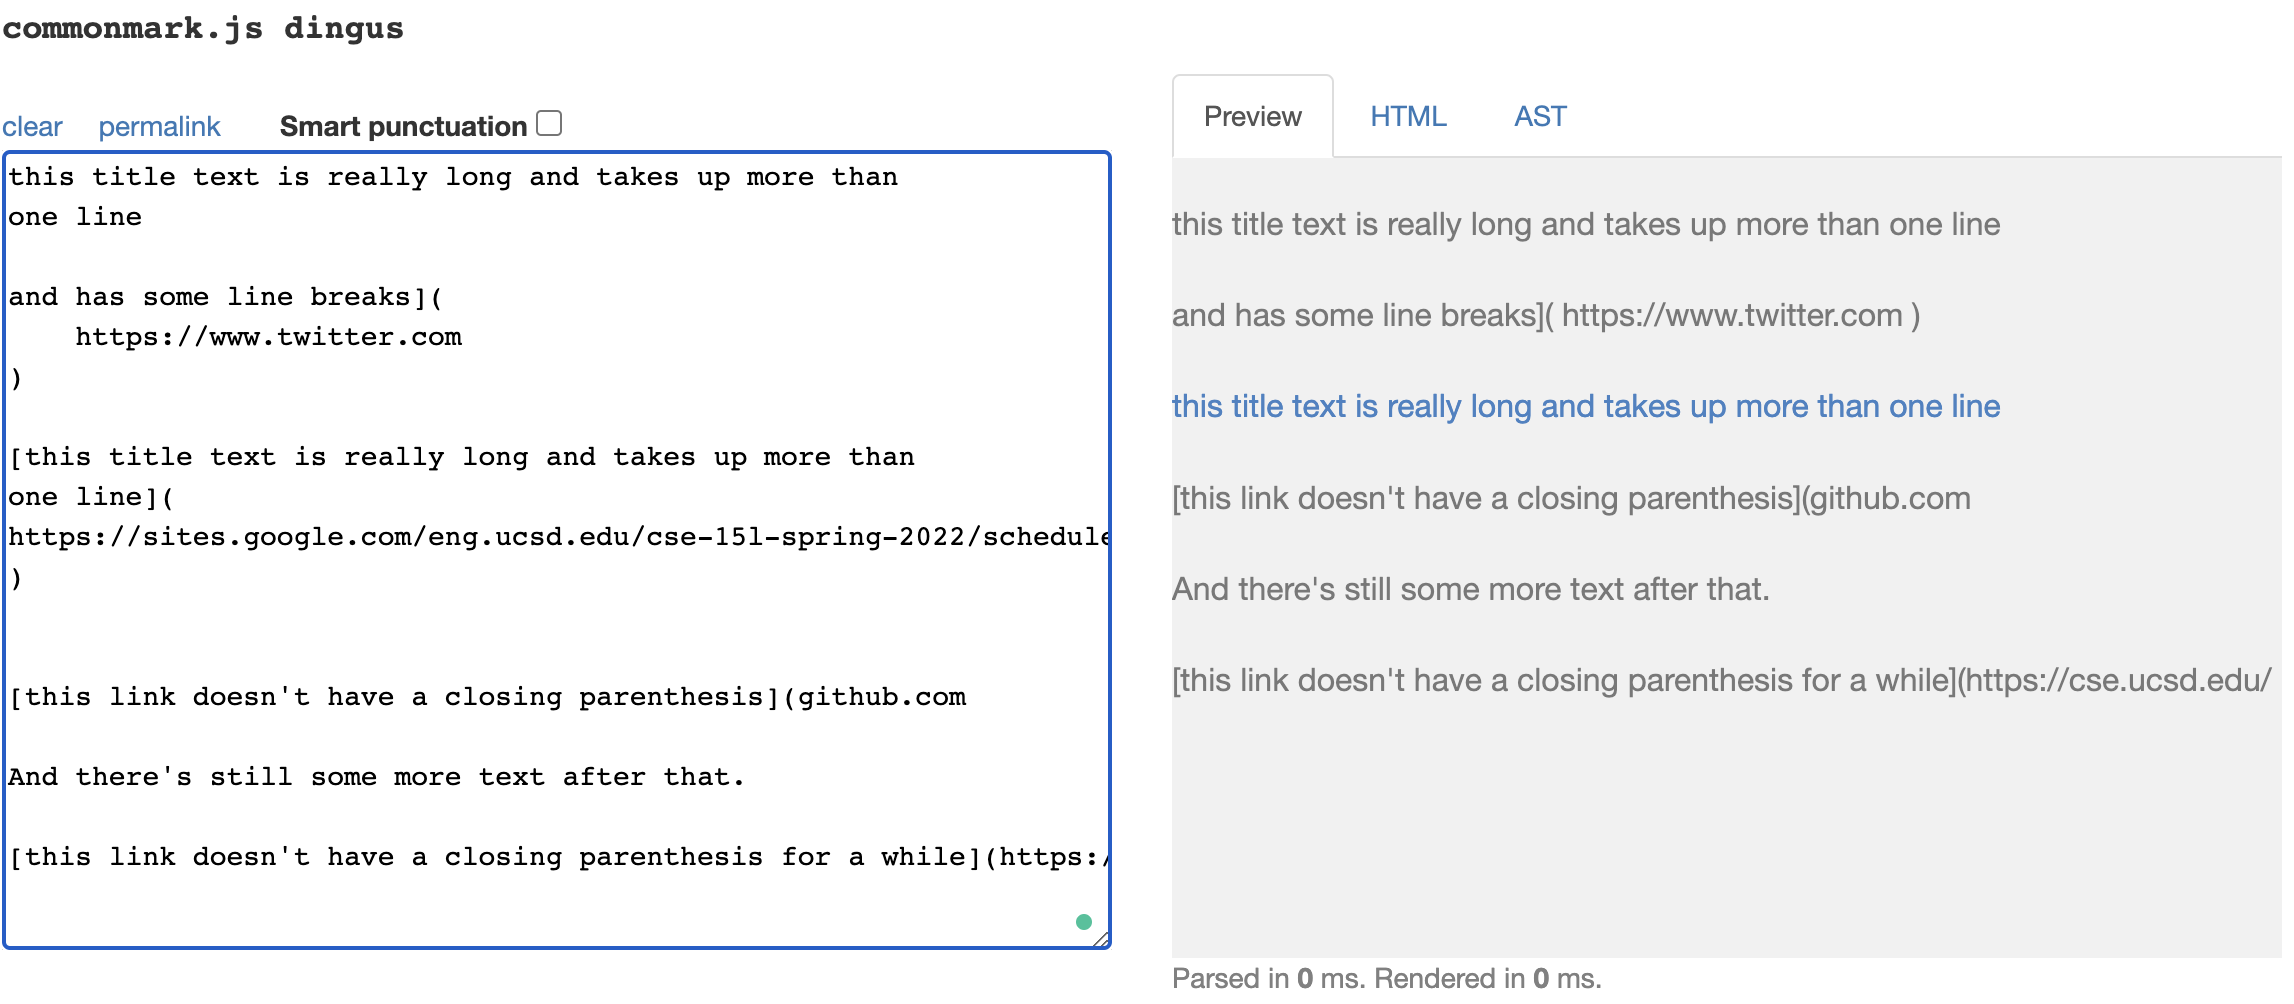 commonmark.js dingus
clear permalink Smart punctuation
this title text is really long and takes up more than
one line
and has some line breaks](
https://www.twitter.com
)
[this title text is really long and takes up more than
one line](
https://sites.google.com/eng.ucsd.edu/cse-15l-spring-2022/schedule
)
[this link doesn't have a closing parenthesis](github.com
And there's still some more text after that.
[this link doesn't have a closing parenthesis for a while](https:/
Preview HTML AST
this title text is really long and takes up more than one line
and has some line breaks]( https://www.twitter.com )
this title text is really long and takes up more than one line
[this link doesn't have a closing parenthesis](github.com
And there's still some more text after that.
[this link doesn't have a closing parenthesis for a while](https://cse.ucsd.edu/
Parsed in 0 ms. Rendered in 0 ms.